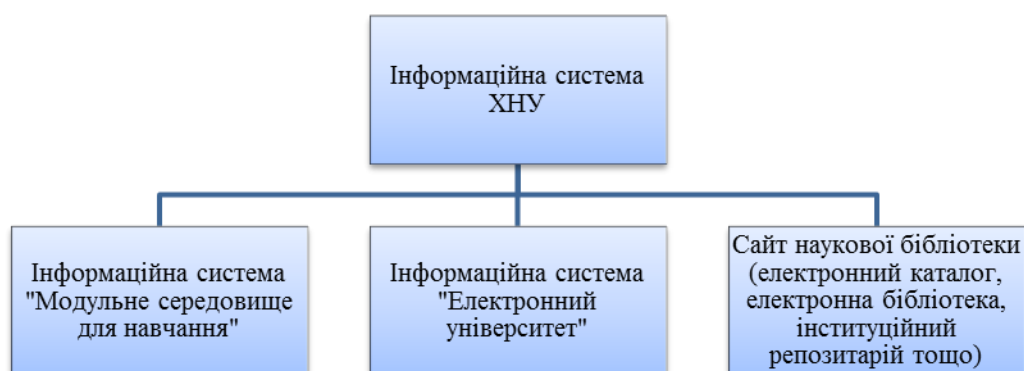 Інформаційна система
ХНУ
Інформаційна система
"Модульне середовище
для навчання"
Інформаційна система
"Електронний
університет"
Сайт наукової бібліотеки
(електронний каталог,
електронна бібліотека,
інституційний
репозитарій тощо)